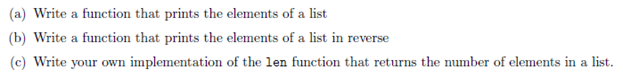 (a) Write a function that prints the elements of a list
(b) Write a function that prints the elements of a list in reverse
(c) Write your own implementation of the len function that returns the number of elements in a list.